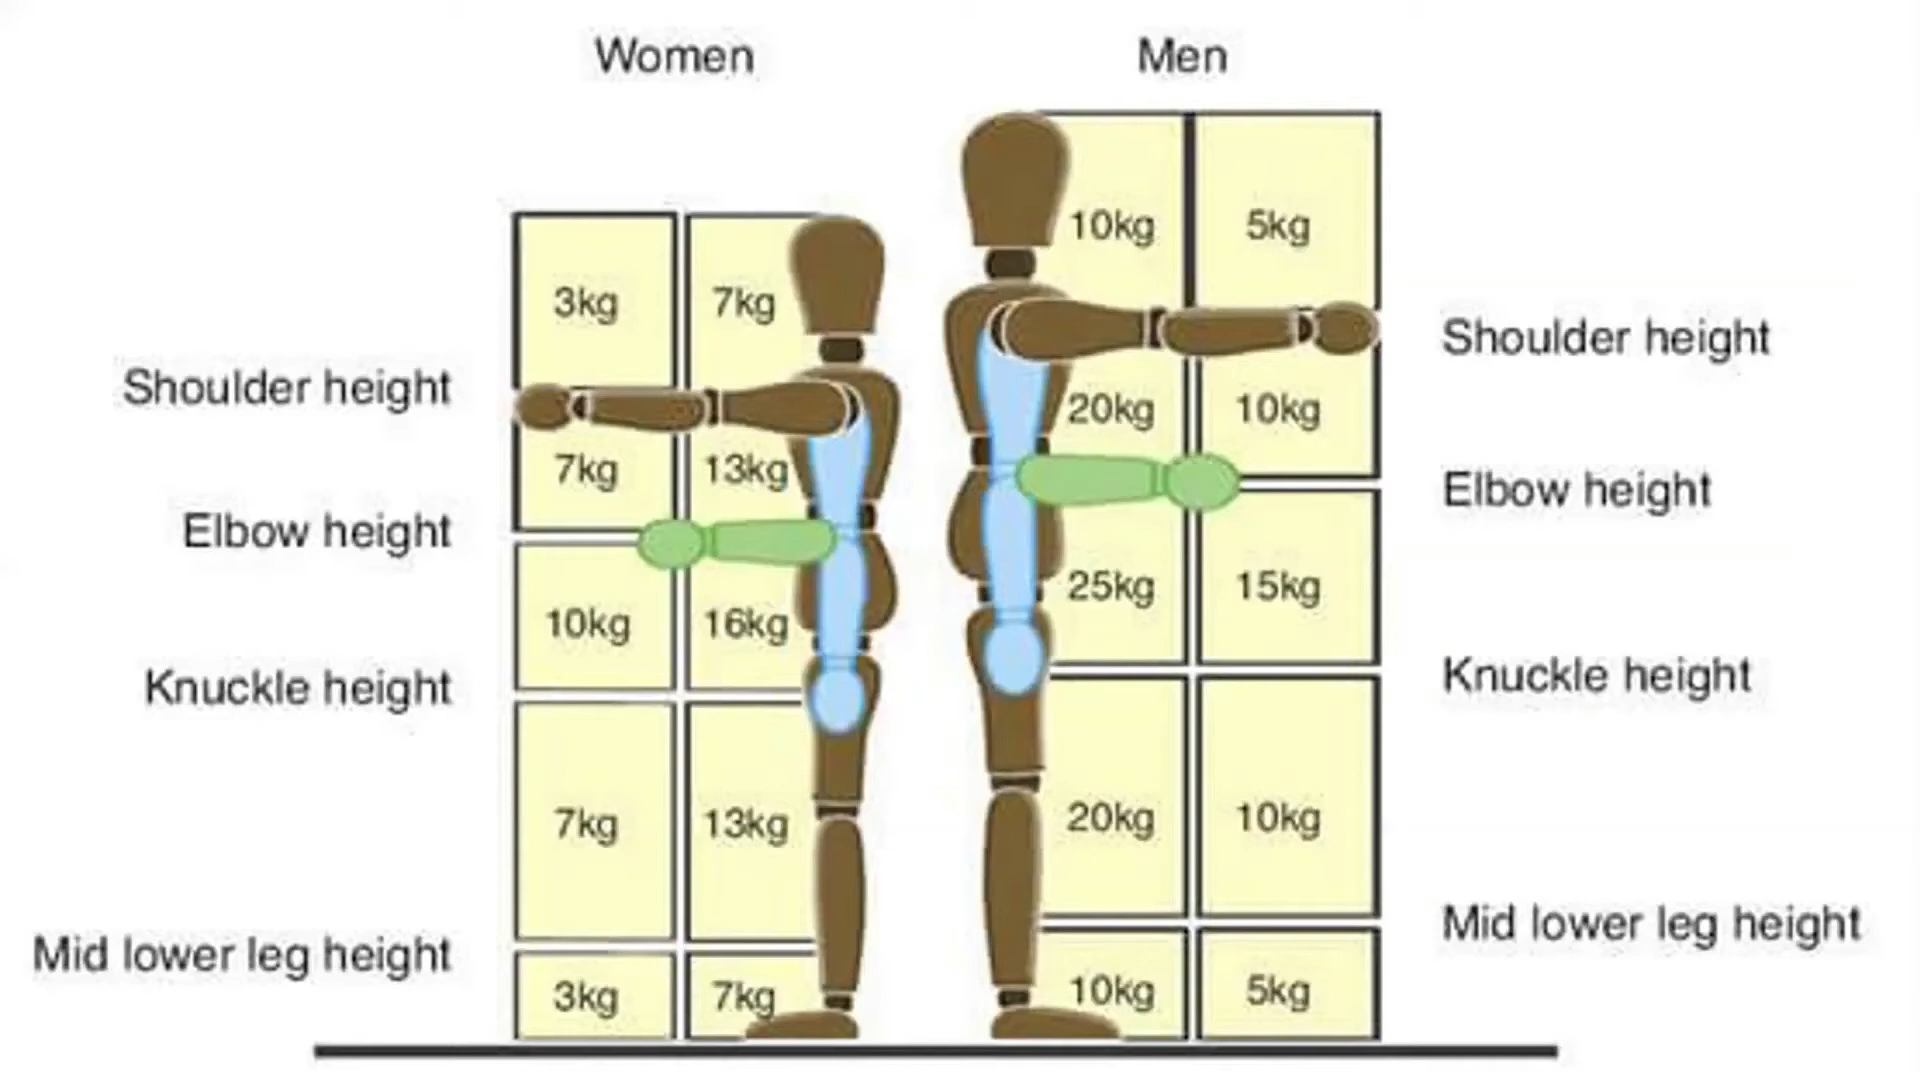 Women
Men
10kg
5kg
3kg
7kg
Shoulder height
Shoulder height
20kg
10kg
7kg
13kg
Elbow height
Elbow height
25kg
15kg
10kg
16kg
Knuckle height
Knuckle height
7kg
13kg
20kg
10kg
Mid lower leg height
Mid lower leg height
3kg
7kg
10kg
5kg